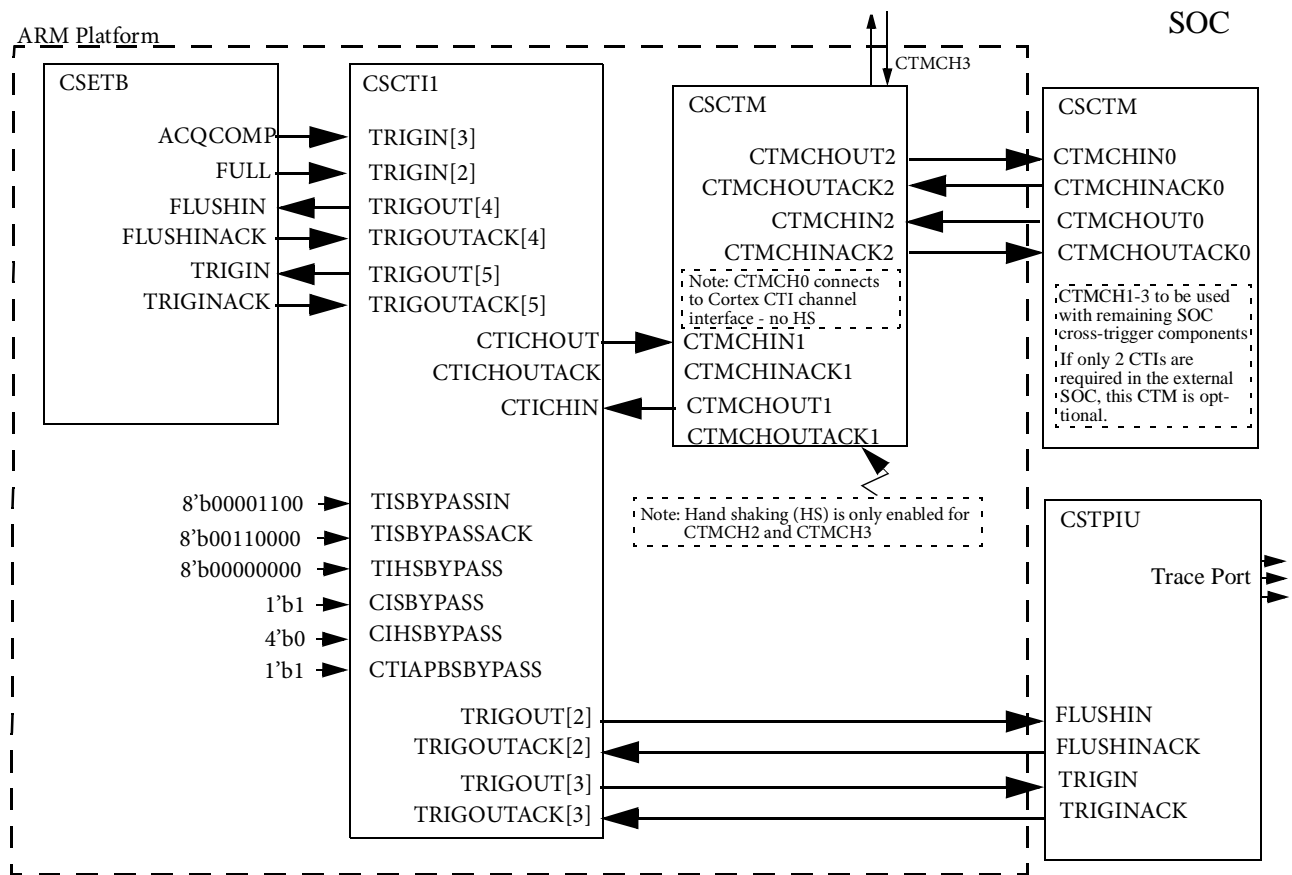 SOC
ARM Platform
CTMCH3
CSETB
ACQCOMP
FULL
FLUSHIN
FLUSHINACK
TRIGIN
TRIGINACK
CSCTI1
TRIGIN[3]
TRIGIN[2]
TRIGOUT[4]
TRIGOUTACK[4]
TRIGOUT[5]
TRIGOUTACK[5]
CTICHOUT
CTICHOUTACK
CTICHIN
8’b00001100
TISBYPASSIN
8’b00110000
TISBYPASSACK
8’b00000000
TIHSBYPASS
1’b1
CISBYPASS
4’b0
CIHSBYPASS
1’b1
CTIAPBSBYPASS
TRIGOUT[2]
TRIGOUTACK[2]
TRIGOUT[3]
TRIGOUTACK[3]
CSCTM
CTMCHOUT2
CTMCHOUTACK2
CTMCHIN2
CTMCHINACK2
Note: CTMCH0 connects
to Cortex CTI channel
interface - no HS
CTMCHIN1
CTMCHINACK1
CTMCHOUT1
CTMCHOUTACK1
Note: Hand shaking (HS) is only enabled for
CTMCH2 and CTMCH3
CSCTM
CTMCHIN0
CTMCHINACK0
CTMCHOUT0
CTMCHOUTACK0
CTMCH1-3 to be used
with remaining SOC
cross-trigger components
If only 2 CTIs are
required in the external
SOC, this CTM is opt-
tional.
CSTPIU
Trace Port
FLUSHIN
FLUSHINACK
TRIGIN
TRIGINACK